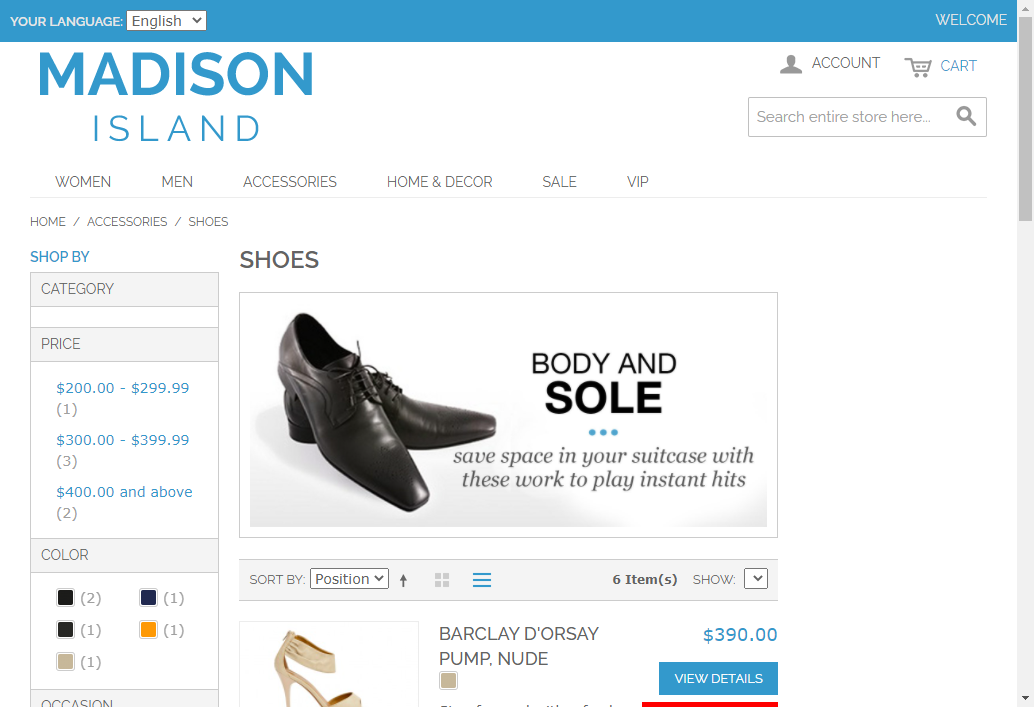 YOUR LANGUAGE: English
WELCOME
MADISON
ISLAND
ACCOUNT
CART
Search entire store here...
WOMEN
MEN
ACCESSORIES
HOME & DECOR
SALE
VIP
HOME / ACCESSORIES / SHOES
SHOP BY
CATEGORY
PRICE
$200.00 - $299.99
(1)
$300.00 - $399.99
(3)
$400.00 and above
(2)
COLOR
(2)
(1)
(1)
(1)
(1)
OCCASION
SHOES
BODY AND
SOLE
save space in your suitcase with
these work to play instant hits
SORT BY: Position
6 Item(s)
SHOW:
BARCLAY D'ORSAY
PUMP, NUDE
$390.00
VIEW DETAILS